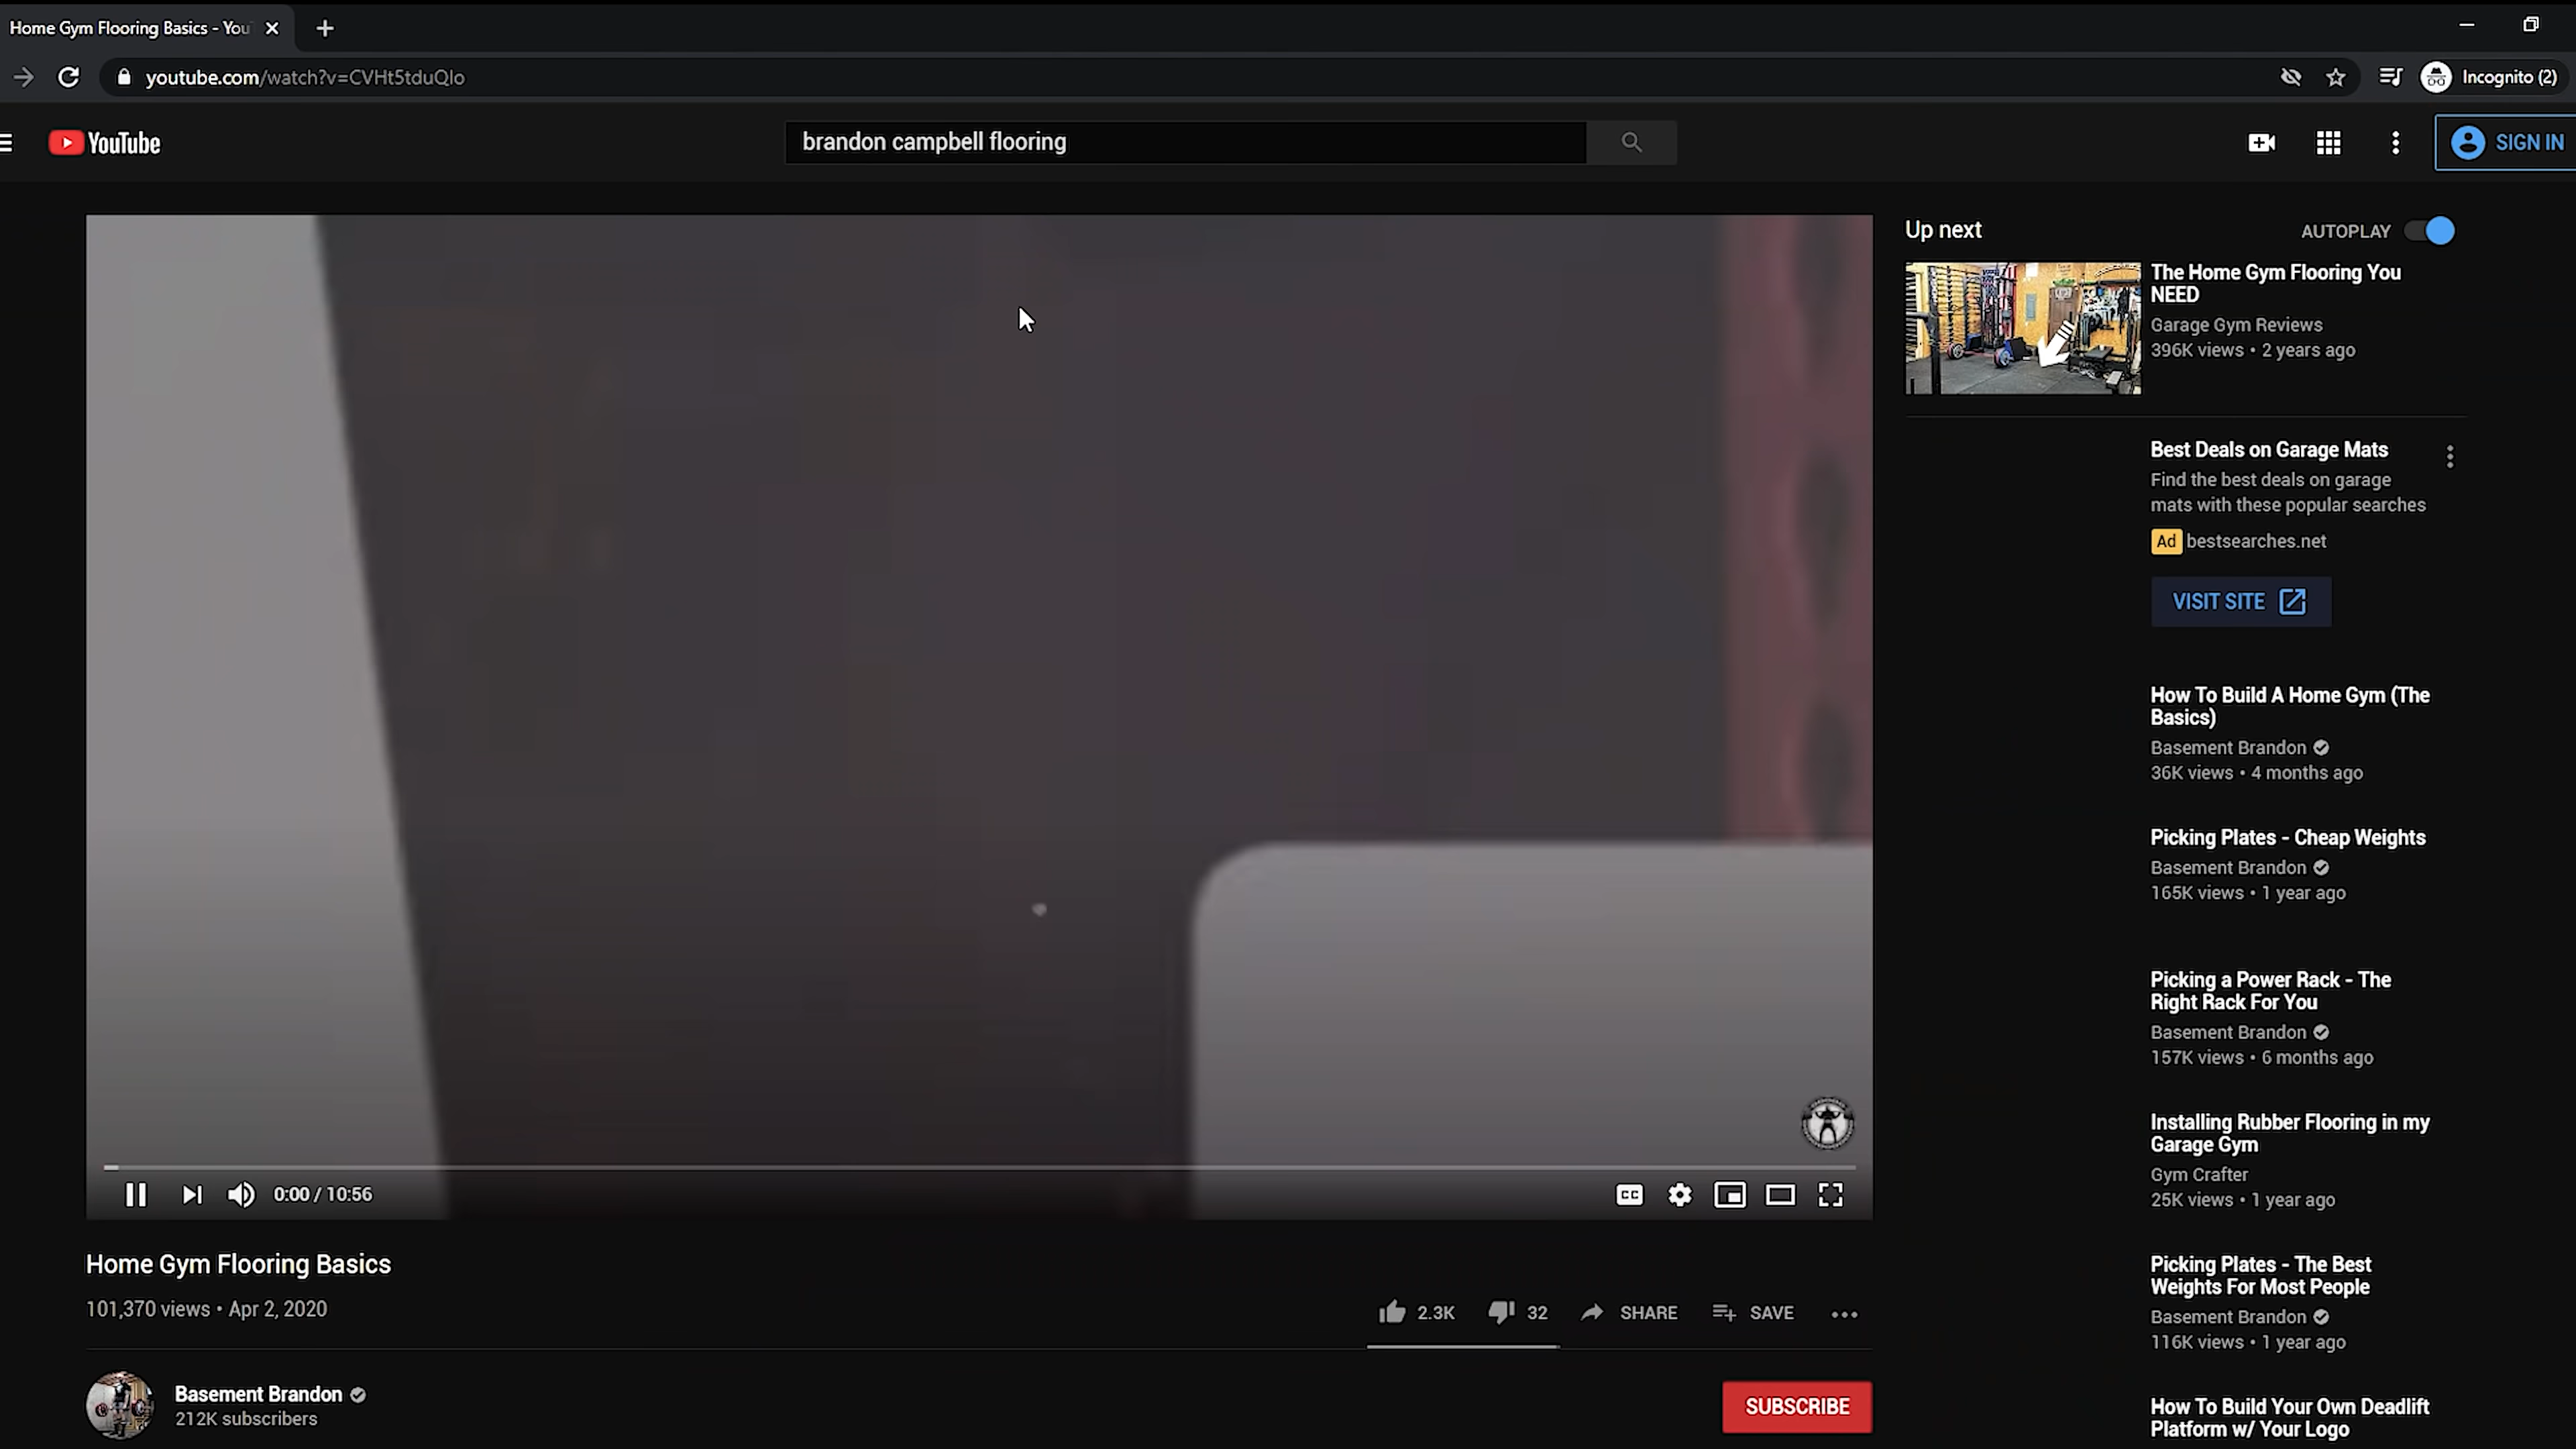 Home Gym Flooring Basics - You
youtube.com/watch?v=CVHt5tduQlo
Incognito (2)
YouTube
brandon campbell flooring
SIGN IN
Up next
AUTOPLAY
The Home Gym Flooring You
NEED
Garage Gym Reviews
396K views • 2 years ago
Best Deals on Garage Mats
Find the best deals on garage
mats with these popular searches
Ad bestsearches.net
VISIT SITE
How To Build A Home Gym (The
Basics)
Basement Brandon
36K views • 4 months ago
Picking Plates - Cheap Weights
Basement Brandon
165K views • 1 year ago
Picking a Power Rack - The
Right Rack For You
Basement Brandon
157K views • 6 months ago
Installing Rubber Flooring in my
Garage Gym
Gym Crafter
25K views • 1 year ago
Picking Plates - The Best
Weights For Most People
Basement Brandon
116K views • 1 year ago
How To Build Your Own Deadlift
Platform w/ Your Logo
0:00 / 10:56
CC
Home Gym Flooring Basics
101,370 views • Apr 2, 2020
2.3K
32
SHARE
SAVE
Basement Brandon
212K subscribers
SUBSCRIBE